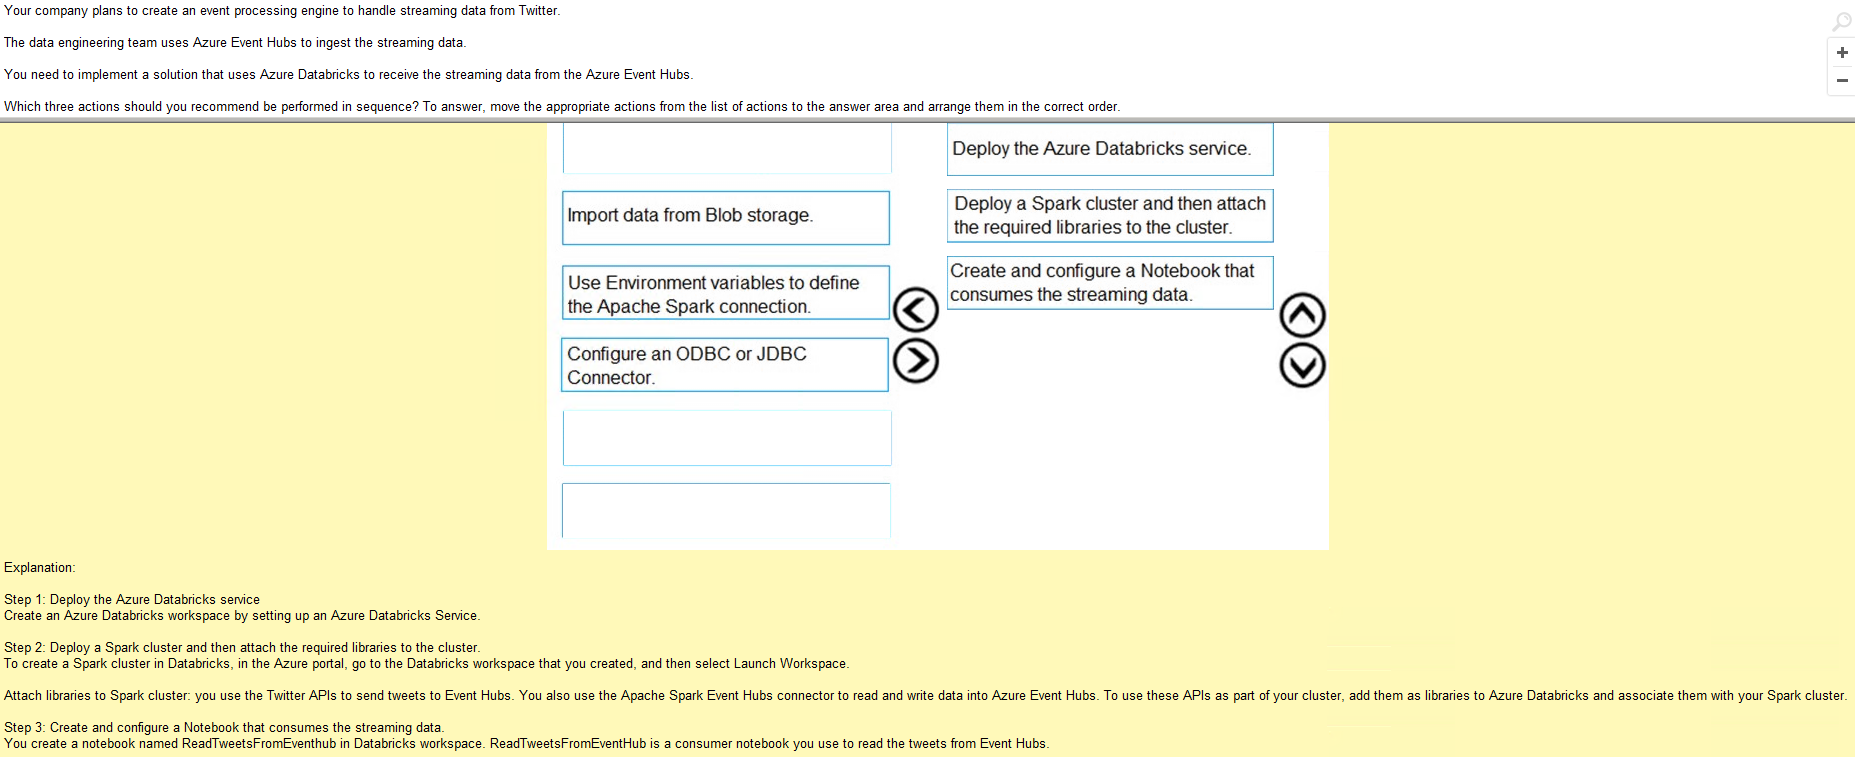 Your company plans to create an event processing engine to handle streaming data from Twitter.
The data engineering team uses Azure Event Hubs to ingest the streaming data.
You need to implement a solution that uses Azure Databricks to receive the streaming data from the Azure Event Hubs.
Which three actions should you recommend be performed in sequence? To answer, move the appropriate actions from the list of actions to the answer area and arrange them in the correct order.
Import data from Blob storage.
Use Environment variables to define
the Apache Spark connection.
Configure an ODBC or JDBC
Connector.
Deploy the Azure Databricks service.
Deploy a Spark cluster and then attach
the required libraries to the cluster.
Create and configure a Notebook that
consumes the streaming data.
Explanation:
Step 1: Deploy the Azure Databricks service
Create an Azure Databricks workspace by setting up an Azure Databricks Service.
Step 2: Deploy a Spark cluster and then attach the required libraries to the cluster.
To create a Spark cluster in Databricks, in the Azure portal, go to the Databricks workspace that you created, and then select Launch Workspace.
Attach libraries to Spark cluster: you use the Twitter APIs to send tweets to Event Hubs. You also use the Apache Spark Event Hubs connector to read and write data into Azure Event Hubs. To use these APIs as part of your cluster, add them as libraries to Azure Databricks and associate them with your Spark cluster.
Step 3: Create and configure a Notebook that consumes the streaming data.
You create a notebook named ReadTweetsFromEventhub in Databricks workspace. ReadTweetsFromEventHub is a consumer notebook you use to read the tweets from Event Hubs.